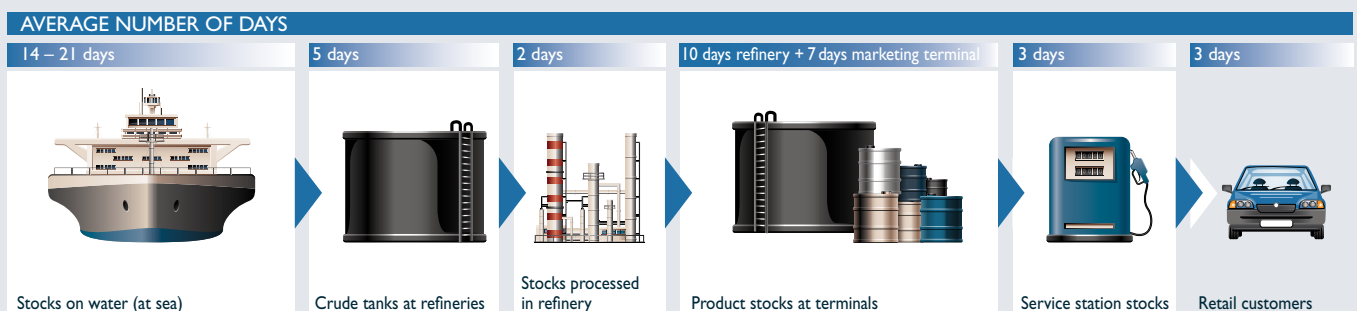 AVERAGE NUMBER OF DAYS
14 – 21 days
5 days
2 days
10 days refinery + 7 days marketing terminal
3 days
3 days
Stocks on water (at sea)
Crude tanks at refineries
Stocks processed
in refinery
Product stocks at terminals
Service station stocks
Retail customers